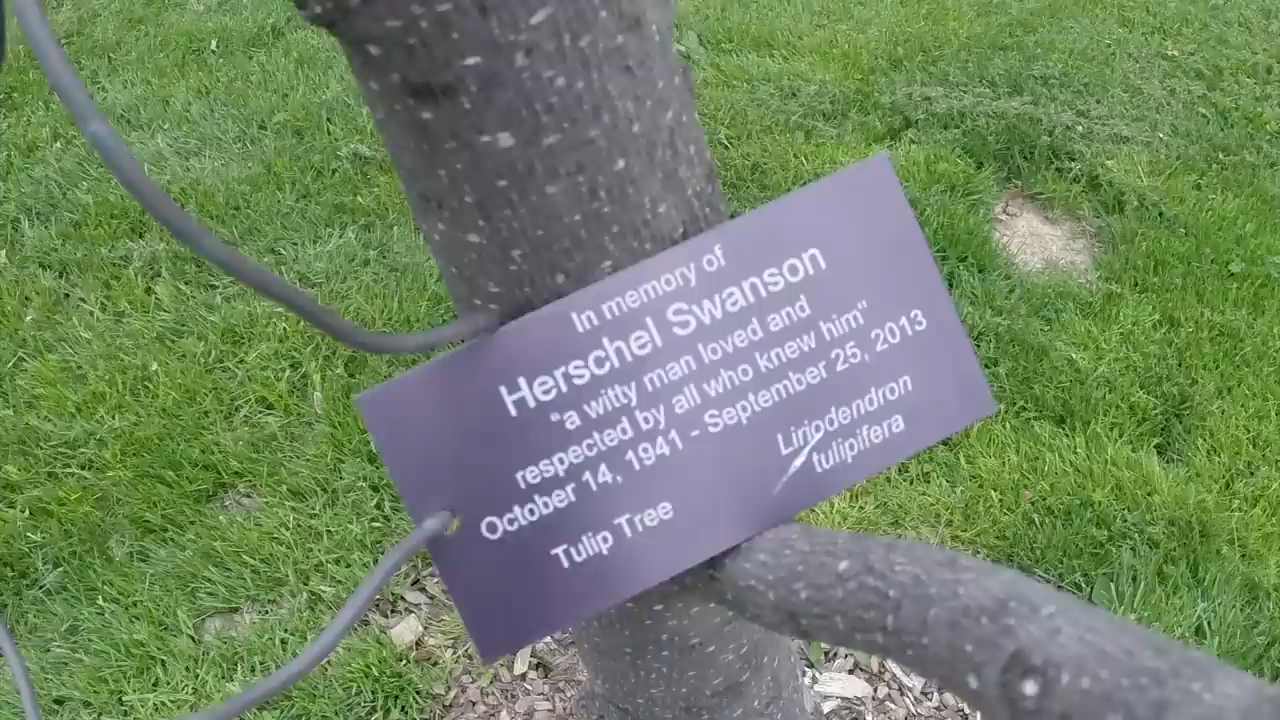 In memory of
Herschel Swanson
"a witty man loved and
respected by all who knew him"
October 14, 1941 - September 25, 2013
Liriodendron
tulipifera
Tulip Tree